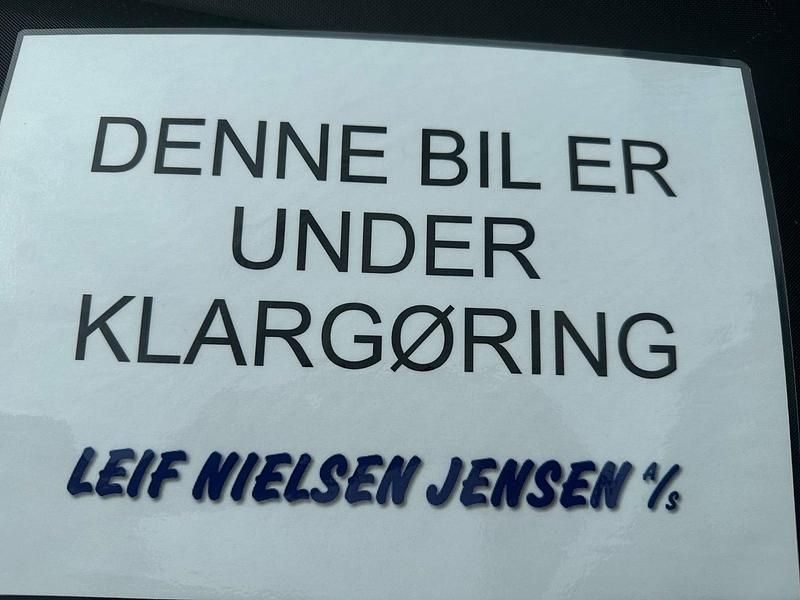 DENNE BIL ER
UNDER
KLARGØRING
LEIF NIELSEN JENSEN A/S